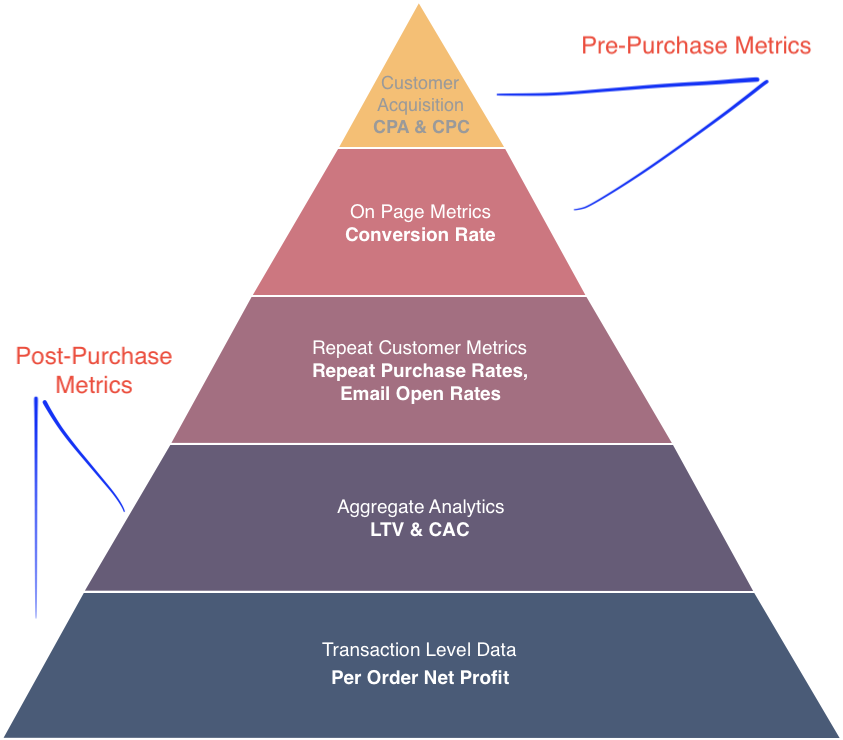 Pre-Purchase Metrics
Customer
Acquisition
CPA & CPC
On Page Metrics
Conversion Rate
Repeat Customer Metrics
Repeat Purchase Rates,
Email Open Rates
Post-Purchase
Metrics
Aggregate Analytics
LTV & CAC
Transaction Level Data
Per Order Net Profit